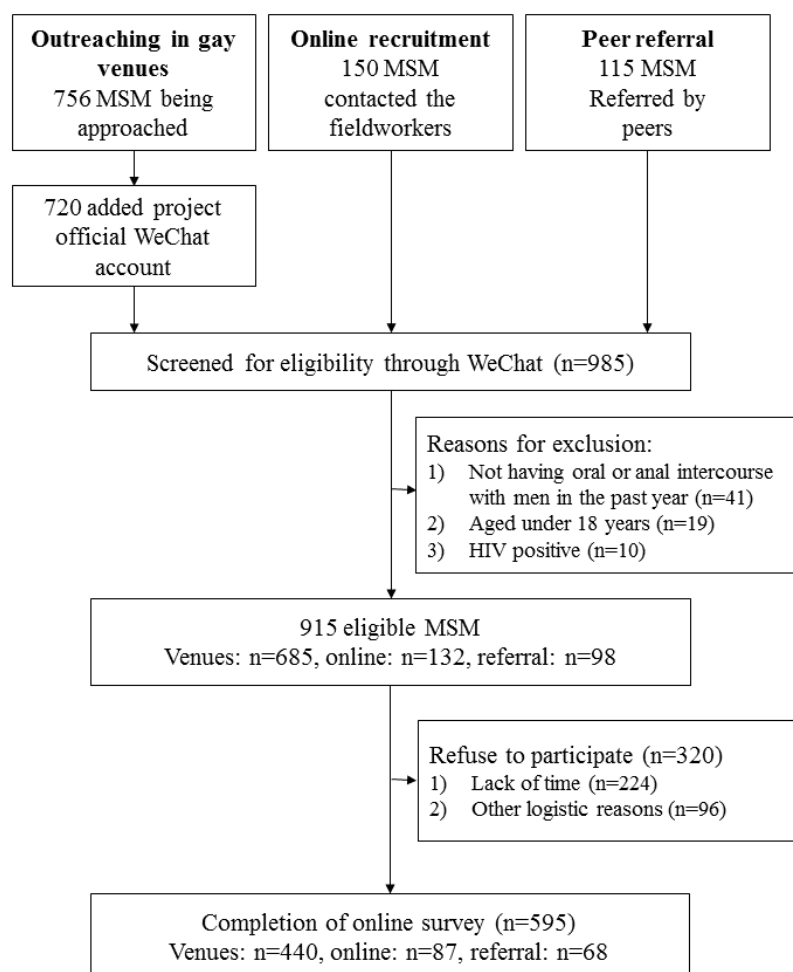 Outreaching in gay
venues
756 MSM being
approached
Online recruitment
150 MSM
contacted the
fieldworkers
Peer referral
115 MSM
Referred by
peers
720 added project
official WeChat
account
Screened for eligibility through WeChat (n=985)
Reasons for exclusion:
1) Not having oral or anal intercourse
with men in the past year (n=41)
2) Aged under 18 years (n=19)
3) HIV positive (n=10)
915 eligible MSM
Venues: n=685, online: n=132, referral: n=98
Refuse to participate (n=320)
1) Lack of time (n=224)
2) Other logistic reasons (n=96)
Completion of online survey (n=595)
Venues: n=440, online: n=87, referral: n=68